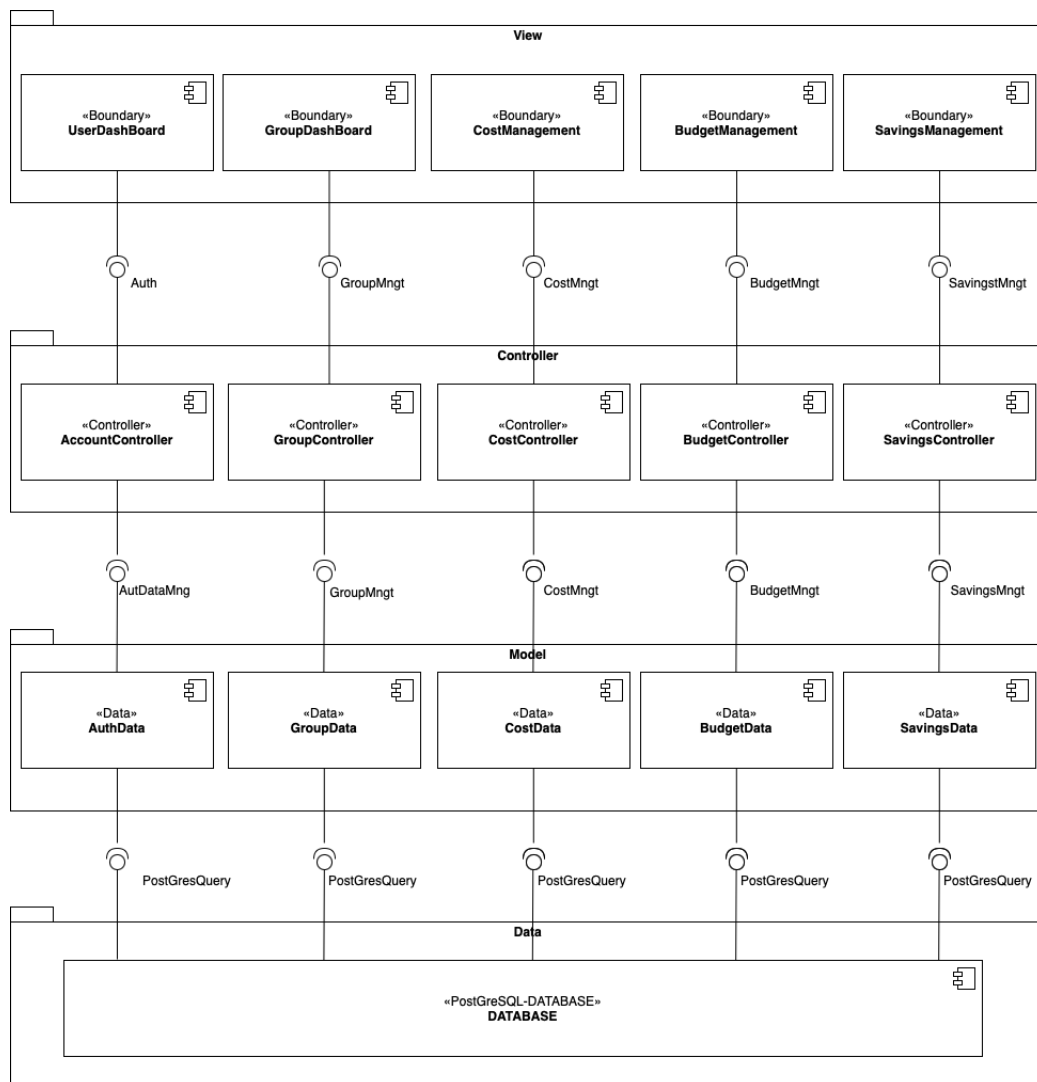 View
«Boundary»
UserDashBoard
«Boundary»
GroupDashBoard
«Boundary»
CostManagement
«Boundary»
BudgetManagement
«Boundary»
SavingsManagement
Auth
GroupMngt
CostMngt
BudgetMngt
SavingstMngt
Controller
«Controller»
AccountController
«Controller»
GroupController
«Controller»
CostController
«Controller»
BudgetController
«Controller»
SavingsController
AutDataMng
GroupMngt
CostMngt
BudgetMngt
SavingsMngt
Model
«Data»
AuthData
«Data»
GroupData
«Data»
CostData
«Data»
BudgetData
«Data»
SavingsData
PostGresQuery
PostGresQuery
PostGresQuery
PostGresQuery
PostGresQuery
Data
«PostGreSQL-DATABASE»
DATABASE